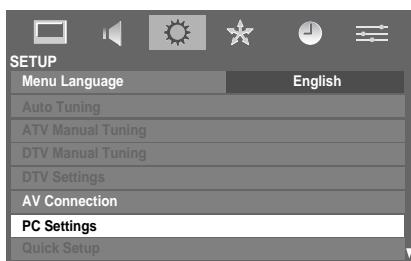 SETUP
Menu Language English
Auto Tuning
ATV Manual Tuning
DTV Manual Tuning
DTV Settings
AV Connection
PC Settings
Quick Setup